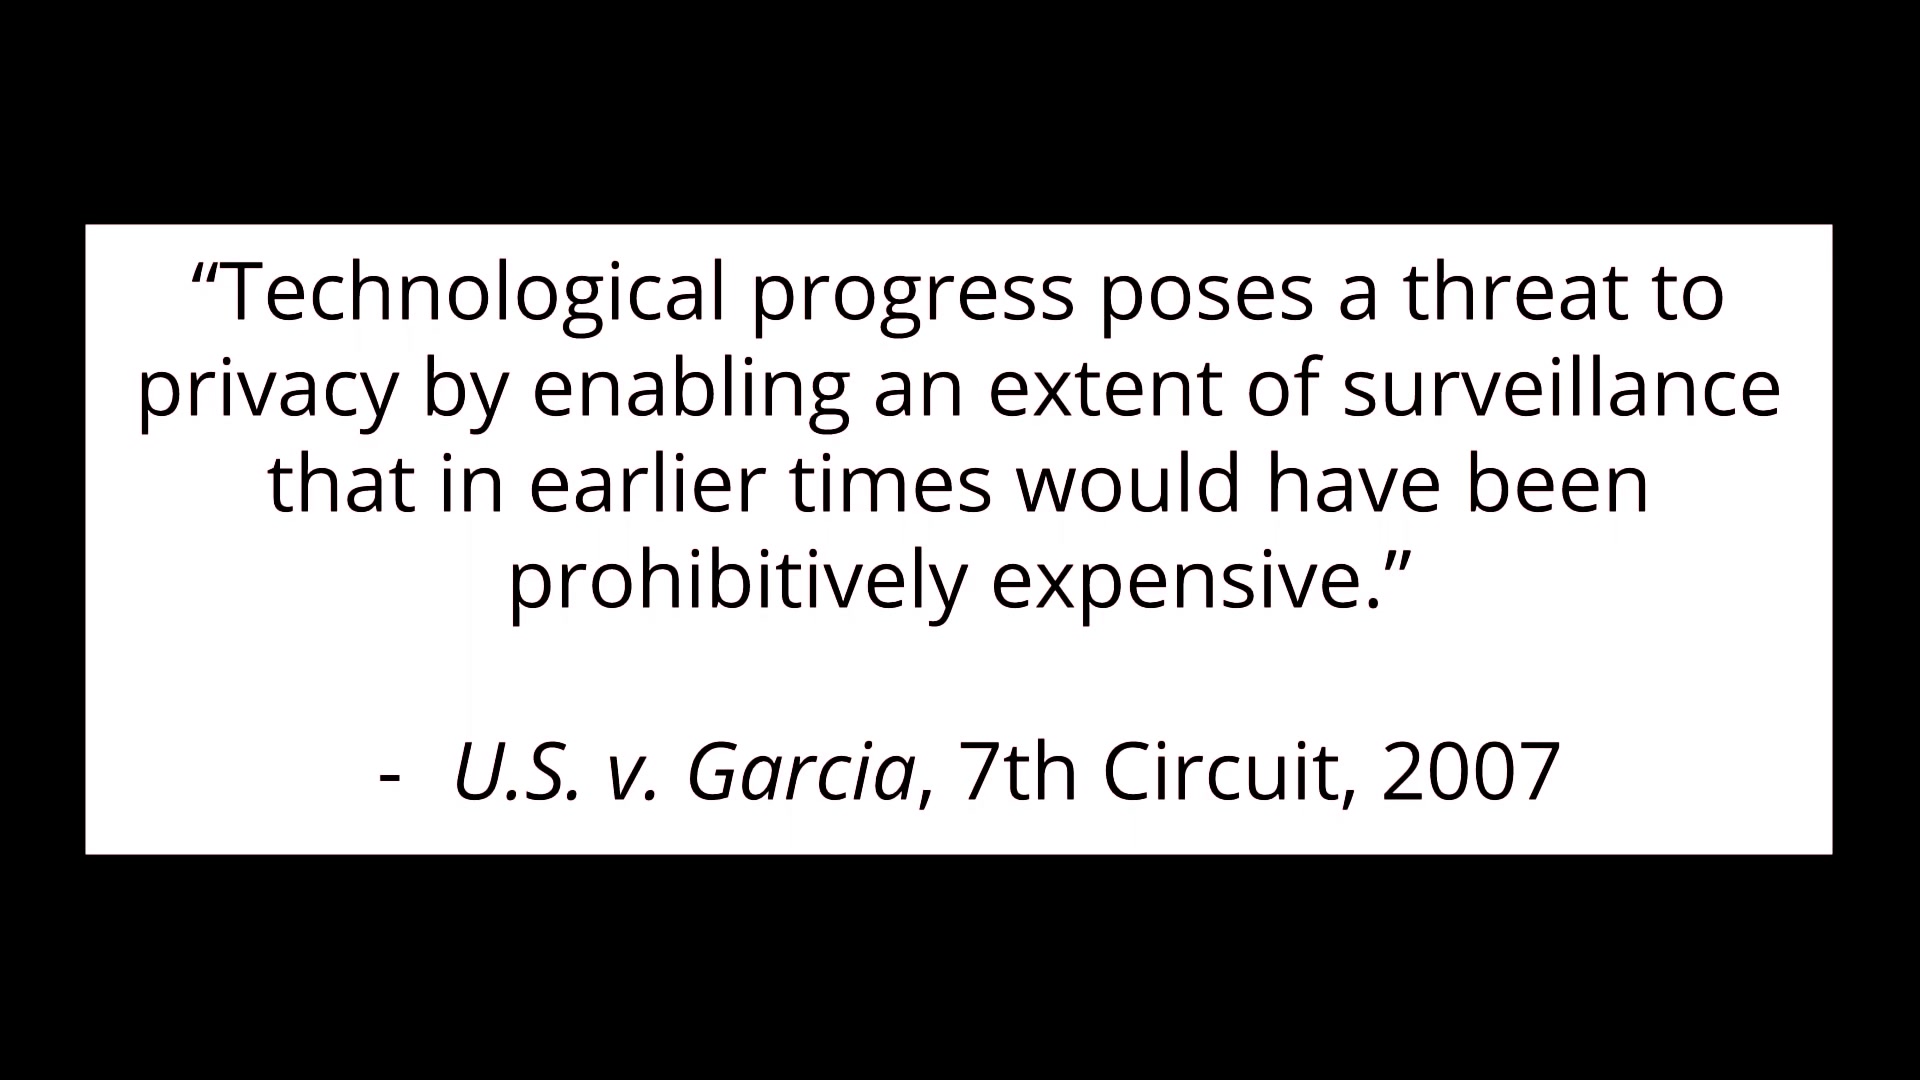 “Technological progress poses a threat to
privacy by enabling an extent of surveillance
that in earlier times would have been
prohibitively expensive.”
- U.S. v. Garcia, 7th Circuit, 2007